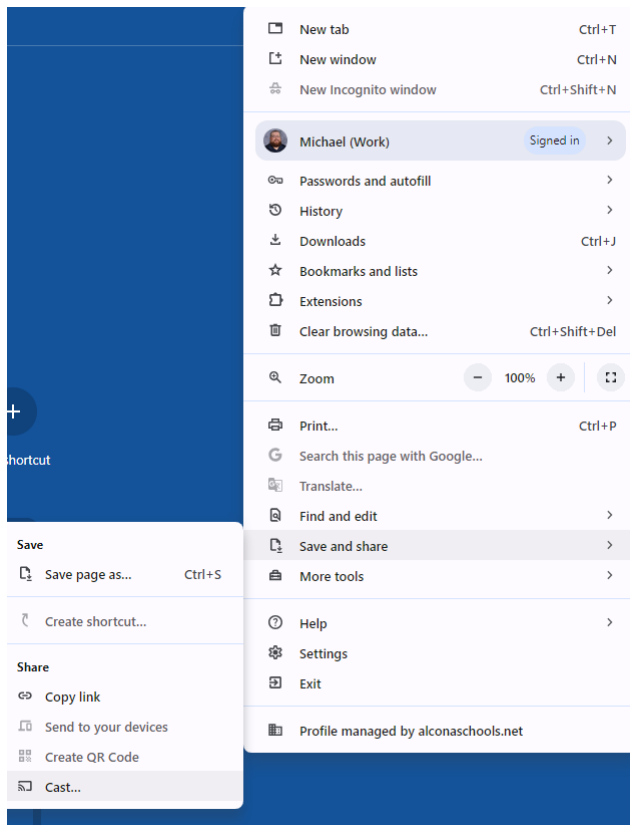 New tab Ctrl+T
New window Ctrl+N
New Incognito window Ctrl+Shift+N
Michael (Work) Signed in
Passwords and autofill
History
Downloads Ctrl+J
Bookmarks and lists
Extensions
Clear browsing data... Ctrl+Shift+Del
Zoom − 100% +
Print... Ctrl+P
Search this page with Google...
Translate...
Find and edit
Save and share
More tools
Help
Settings
Exit
Profile managed by alconaschools.net
shortcut
Save
Save page as... Ctrl+S
Create shortcut...
Share
Copy link
Send to your devices
Create QR Code
Cast...